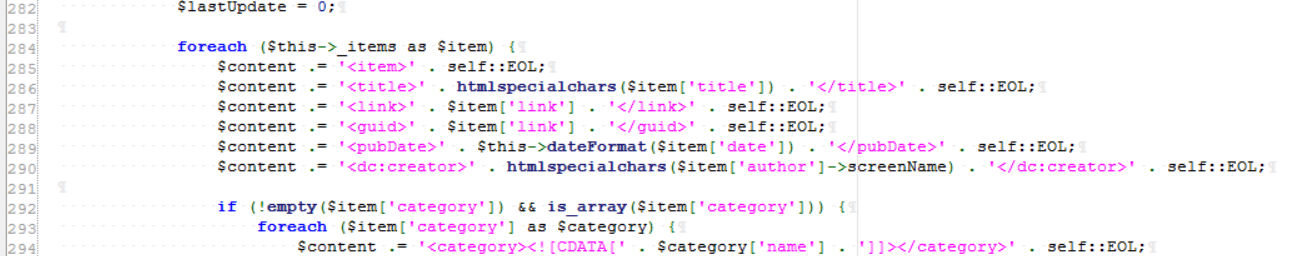 282 $lastUpdate = 0;¶
283 ¶
284 foreach ($this->_items as $item) {¶
285 $content .= '<item>' . self::EOL;¶
286 $content .= '<title>' . htmlspecialchars($item['title']) . '</title>' . self::EOL;¶
287 $content .= '<link>' . $item['link'] . '</link>' . self::EOL;¶
288 $content .= '<guid>' . $item['link'] . '</guid>' . self::EOL;¶
289 $content .= '<pubDate>' . $this->dateFormat($item['date']) . '</pubDate>' . self::EOL;¶
290 $content .= '<dc:creator>' . htmlspecialchars($item['author']->screenName) . '</dc:creator>' . self::EOL;¶
291 ¶
292 if (!empty($item['category']) && is_array($item['category'])) {¶
293 foreach ($item['category'] as $category) {¶
294 $content .= '<category><![CDATA[' . $category['name'] . ']]></category>' . self::EOL;¶